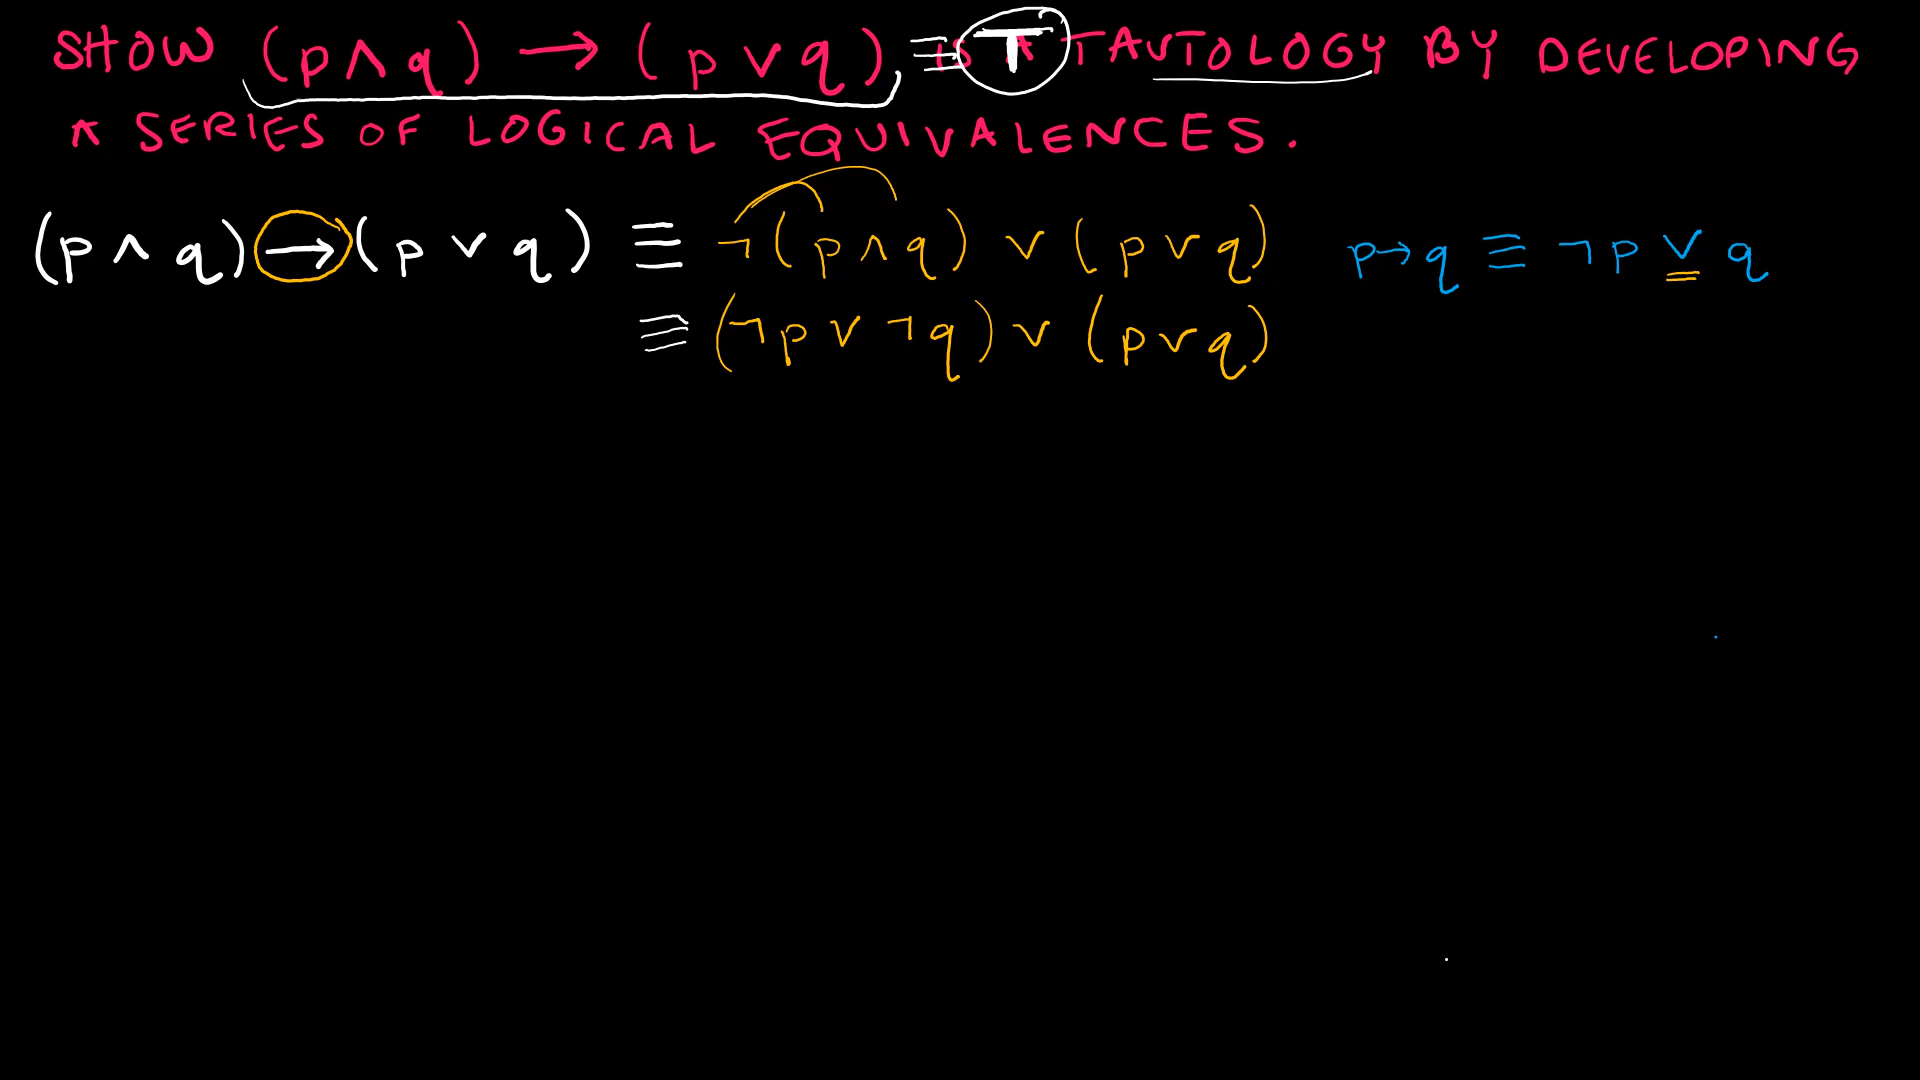 SHOW (p ∧ q) → (p ∨ q) ≡ T IS A TAUTOLOGY BY DEVELOPING
A SERIES OF LOGICAL EQUIVALENCES.
(p ∧ q) → (p ∨ q) ≡ ¬(p ∧ q) ∨ (p ∨ q) p → q ≡ ¬p ∨ q
≡ (¬p ∨ ¬q) ∨ (p ∨ q)